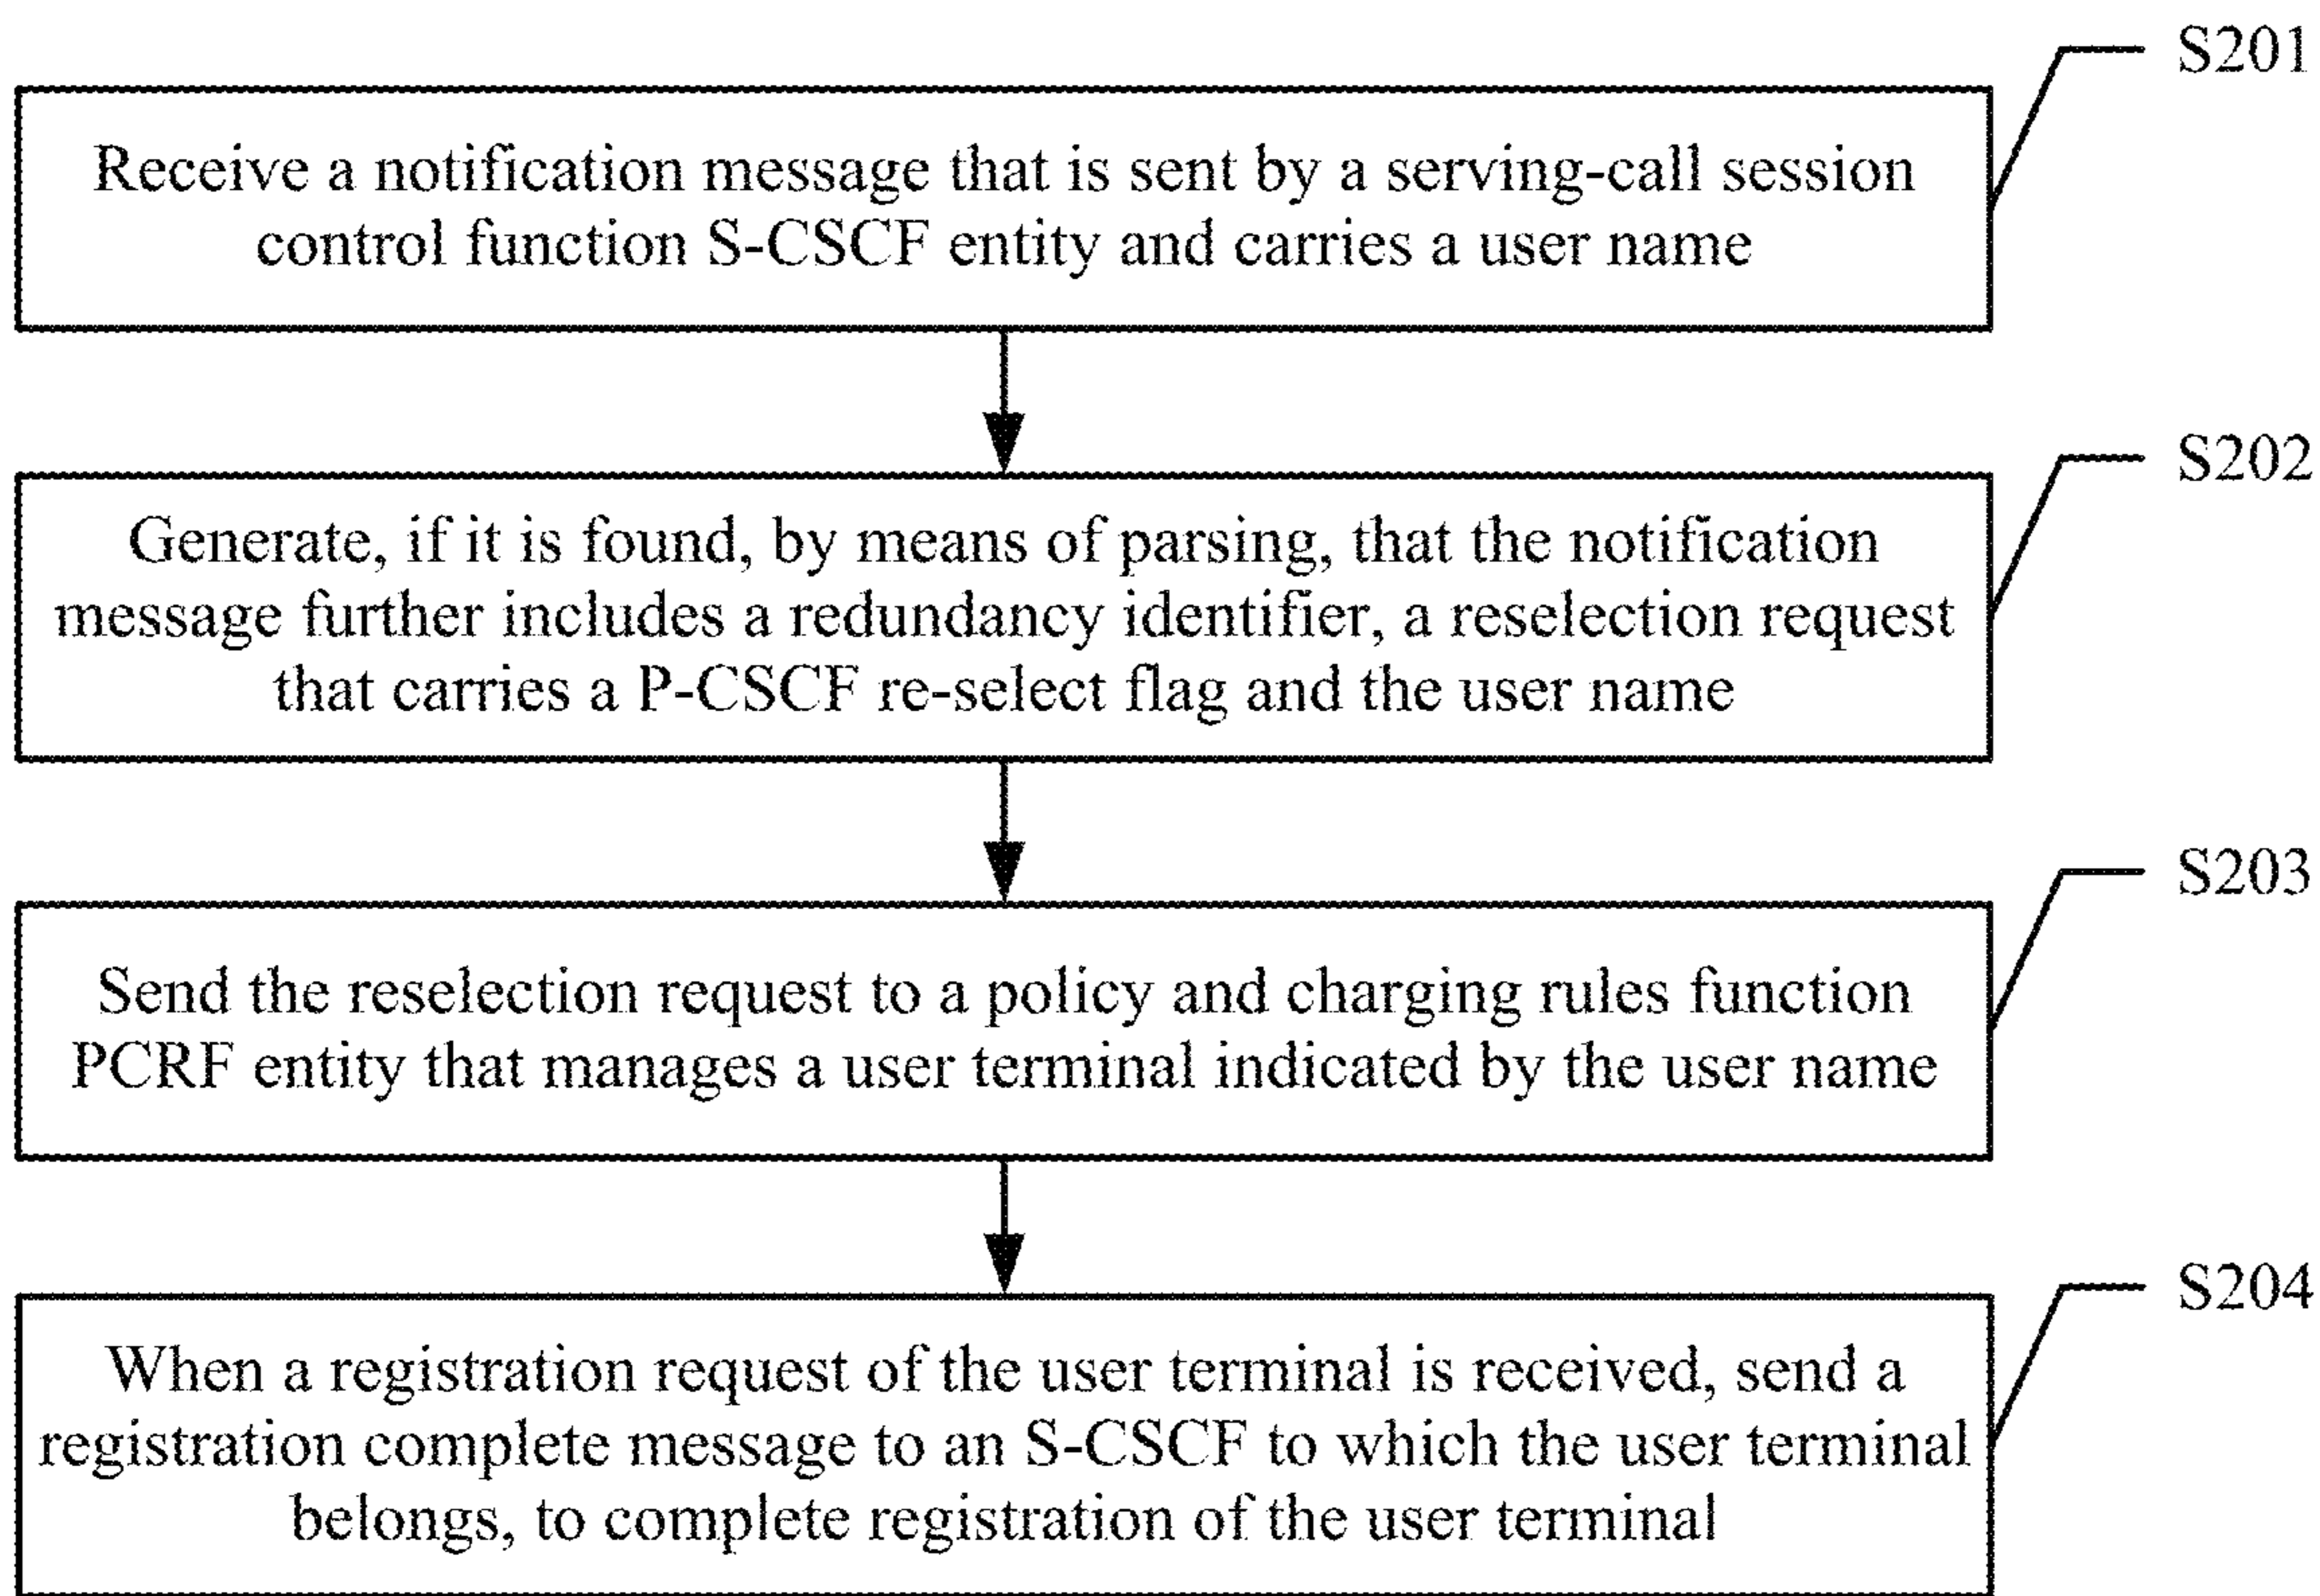 S201
Receive a notification message that is sent by a serving-call session
control function S-CSCF entity and carries a user name
S202
Generate, if it is found, by means of parsing, that the notification
message further includes a redundancy identifier, a reselection request
that carries a P-CSCF re-select flag and the user name
S203
Send the reselection request to a policy and charging rules function
PCRF entity that manages a user terminal indicated by the user name
S204
When a registration request of the user terminal is received, send a
registration complete message to an S-CSCF to which the user terminal
belongs, to complete registration of the user terminal